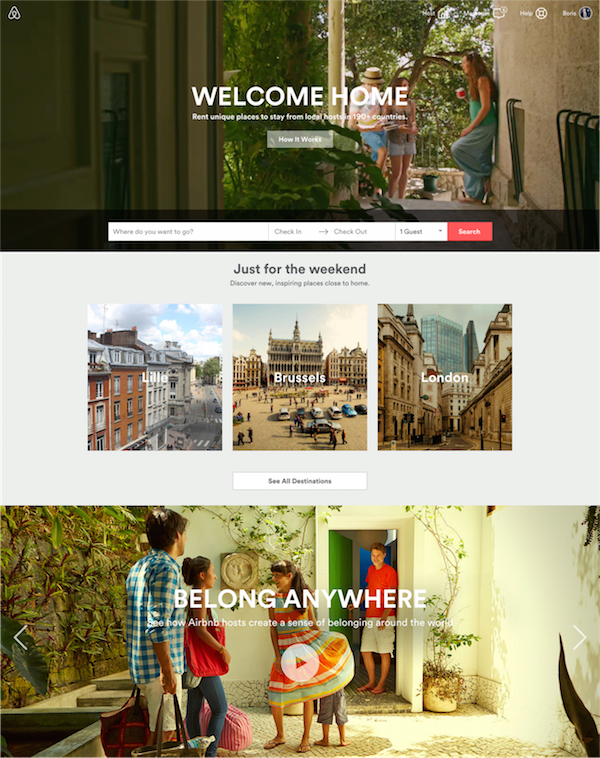 Host
Messages
Help
Boris
WELCOME HOME
Rent unique places to stay from local hosts in 190+ countries.
How It Works
Where do you want to go?
Check In
Check Out
1 Guest
Search
Just for the weekend
Discover new, inspiring places close to home.
Lille
Brussels
London
See All Destinations
BELONG ANYWHERE
See how Airbnb hosts create a sense of belonging around the world.